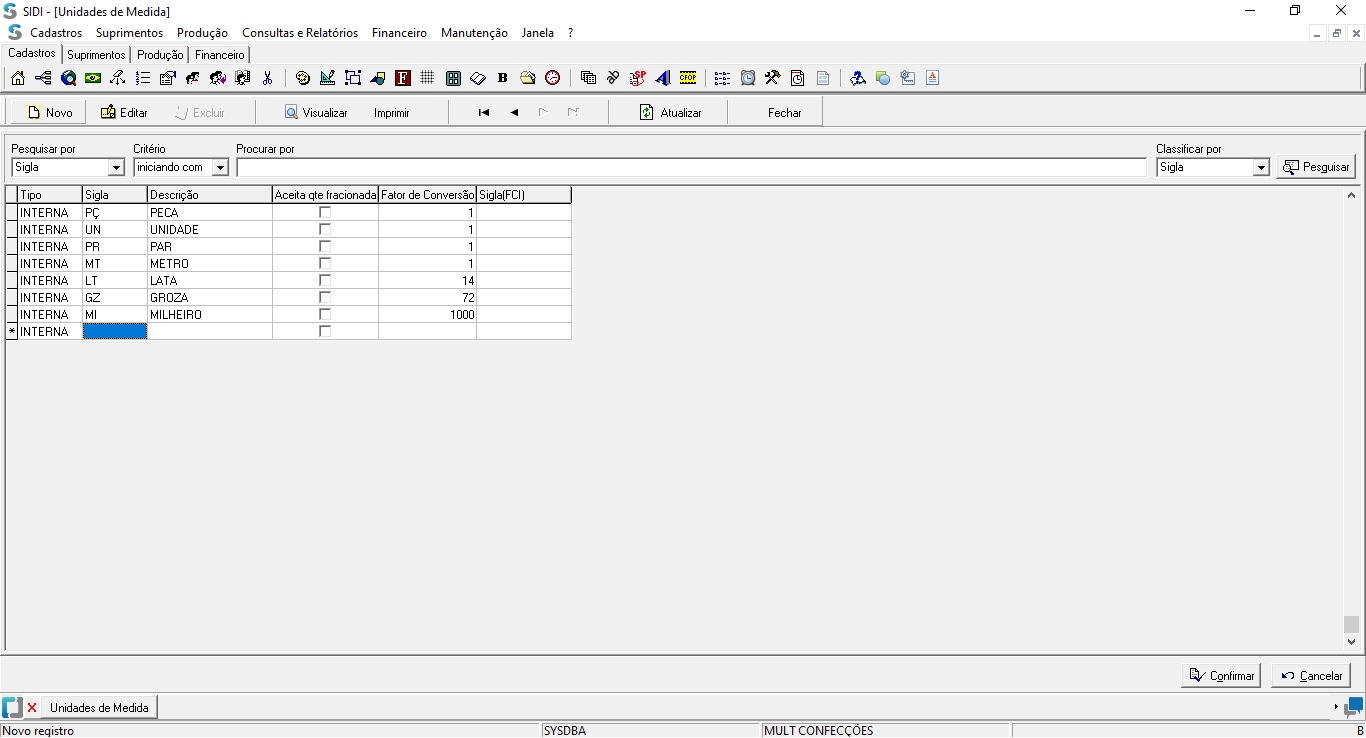 SIDI - [Unidades de Medida]
Cadastros Suprimentos Produção Consultas e Relatórios Financeiro Manutenção Janela ?
Cadastros Suprimentos Produção Financeiro
F B SP CFOP
Novo Editar Excluir Visualizar Imprimir Atualizar Fechar
Pesquisar por Critério Procurar por Classificar por
Sigla iniciando com Sigla Pesquisar
Tipo Sigla Descrição Aceita qte fracionada Fator de Conversão Sigla(FCI)
INTERNA PÇ PECA 1
INTERNA UN UNIDADE 1
INTERNA PR PAR 1
INTERNA MT METRO 1
INTERNA LT LATA 14
INTERNA GZ GROZA 72
INTERNA MI MILHEIRO 1000
* INTERNA
Confirmar Cancelar
Unidades de Medida
Novo registro SYSDBA MULT CONFECÇÕES B